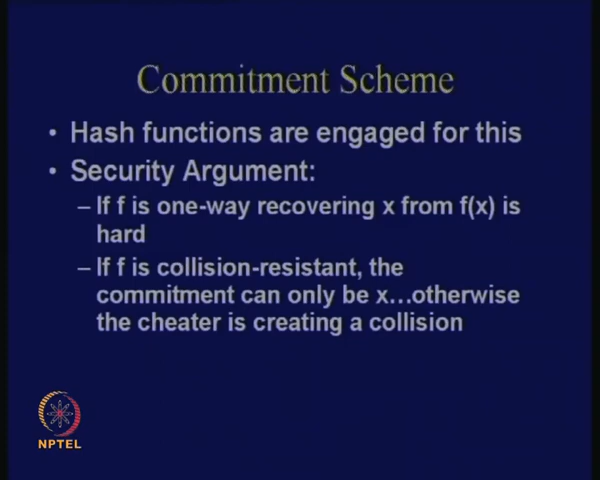 Commitment Scheme
• Hash functions are engaged for this
• Security Argument:
– If f is one-way recovering x from f(x) is
hard
– If f is collision-resistant, the
commitment can only be x...otherwise
the cheater is creating a collision
NPTEL